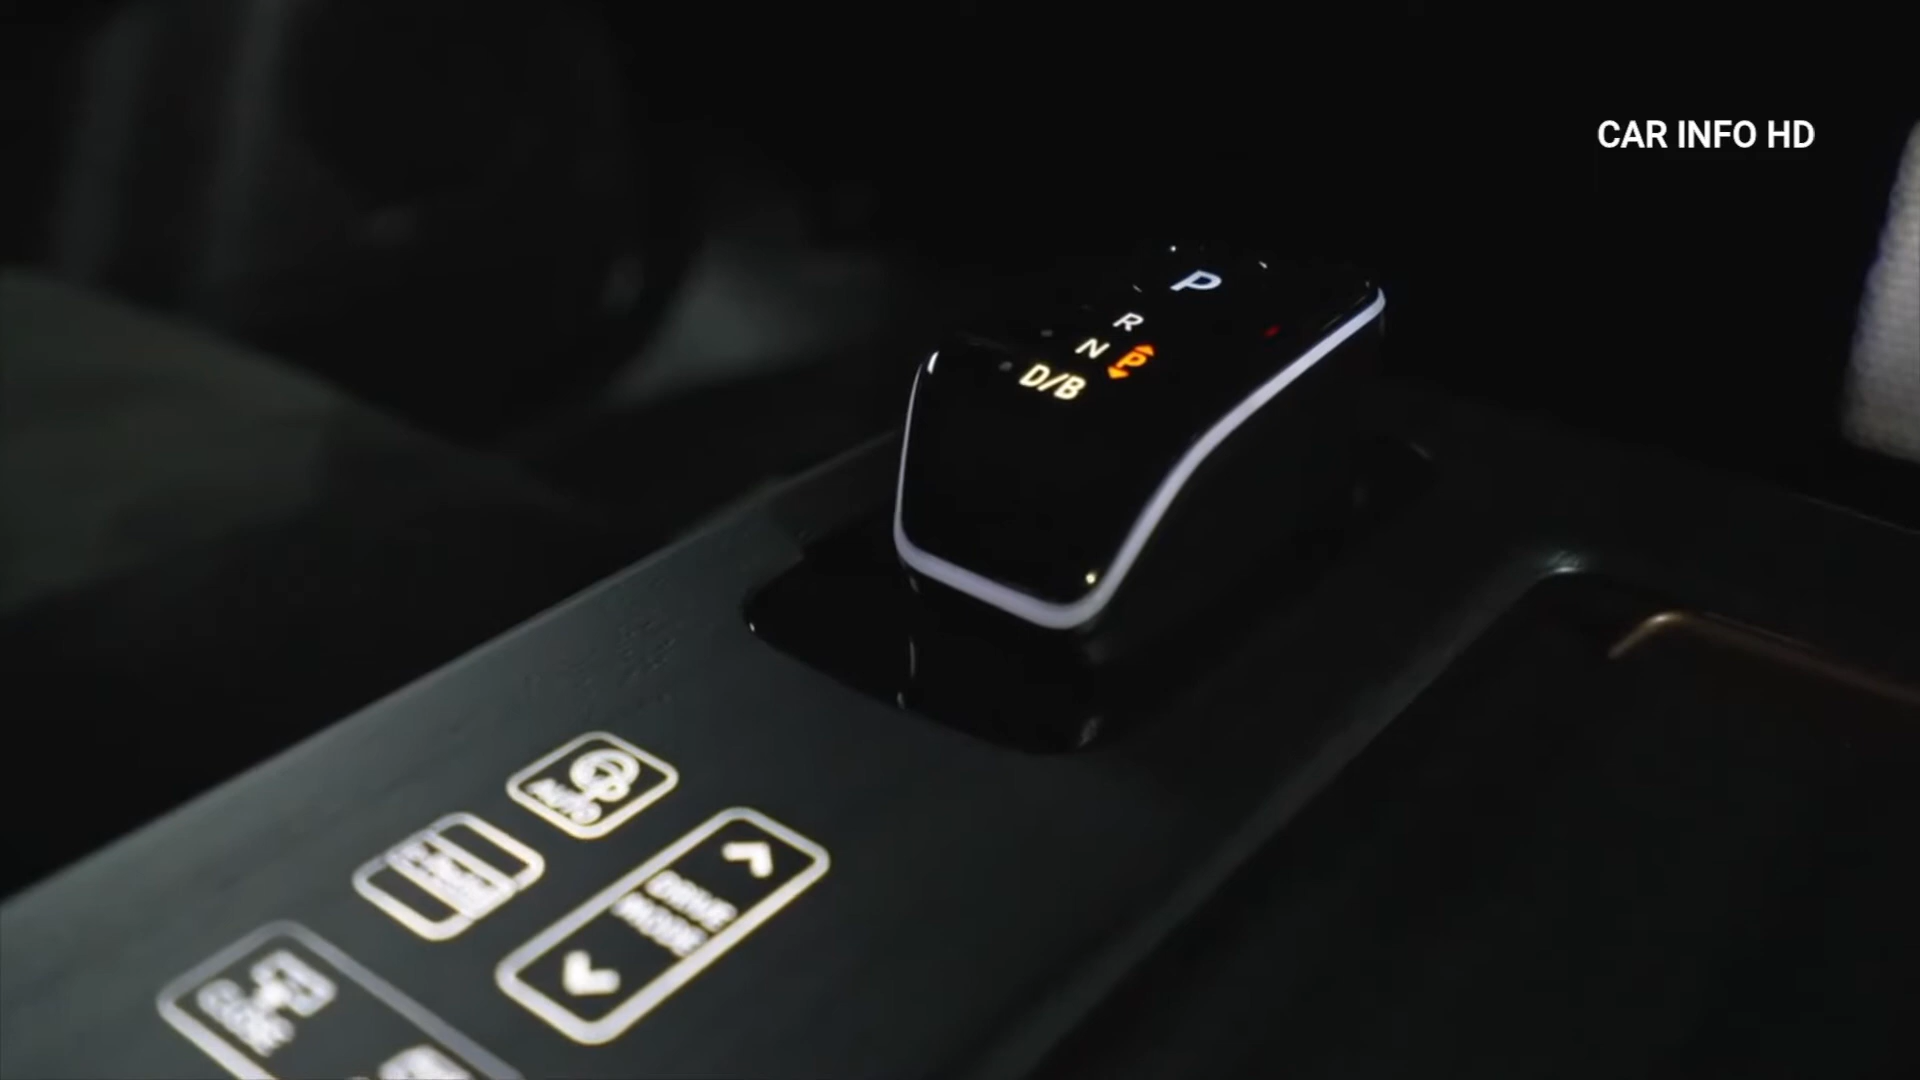 CAR INFO HD
P
R
N P
D/B
AUTO
DRIVE
MODE